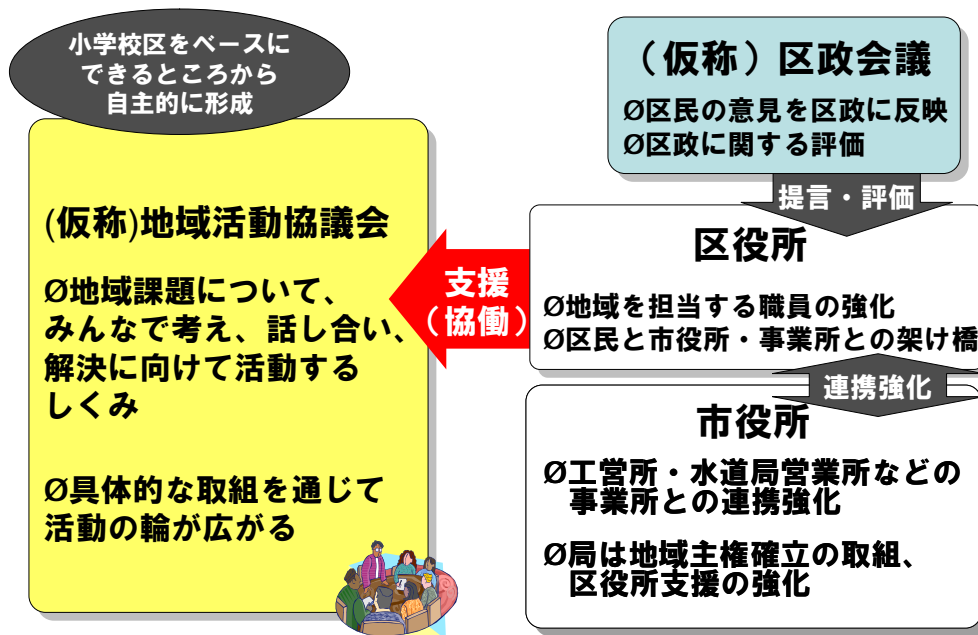 小学校区をベースに
できるところから
自主的に形成
(仮称)地域活動協議会
Ø地域課題について、
みんなで考え、話し合い、
解決に向けて活動する
しくみ
Ø具体的な取組を通じて
活動の輪が広がる
支援
（協働）
（仮称）区政会議
Ø区民の意見を区政に反映
Ø区政に関する評価
提言・評価
区役所
Ø地域を担当する職員の強化
Ø区民と市役所・事業所との架け橋
連携強化
市役所
Ø工営所・水道局営業所などの
事業所との連携強化
Ø局は地域主権確立の取組、
区役所支援の強化